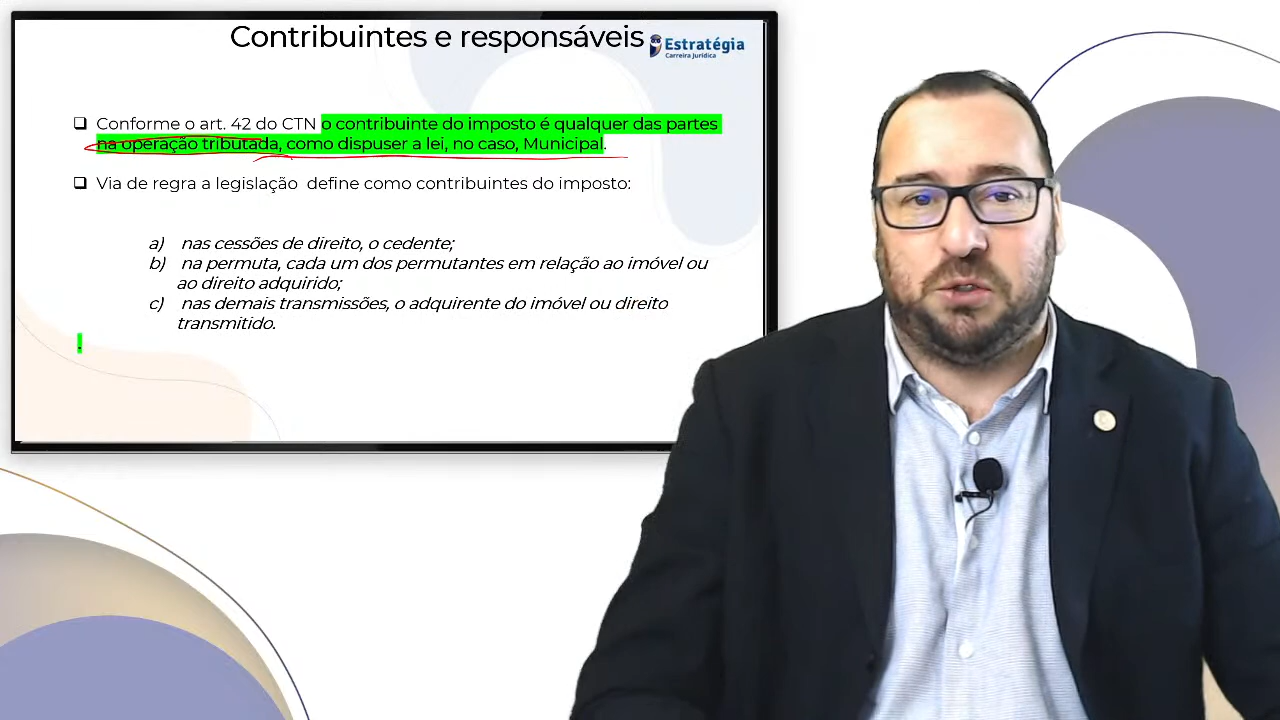 Contribuintes e responsáveis
Estratégia
Carreira Jurídica
❑ Conforme o art. 42 do CTN o contribuinte do imposto é qualquer das partes
na operação tributada, como dispuser a lei, no caso, Municipal.
❑ Via de regra a legislação define como contribuintes do imposto:
a) nas cessões de direito, o cedente;
b) na permuta, cada um dos permutantes em relação ao imóvel ou
ao direito adquirido;
c) nas demais transmissões, o adquirente do imóvel ou direito
transmitido.
.